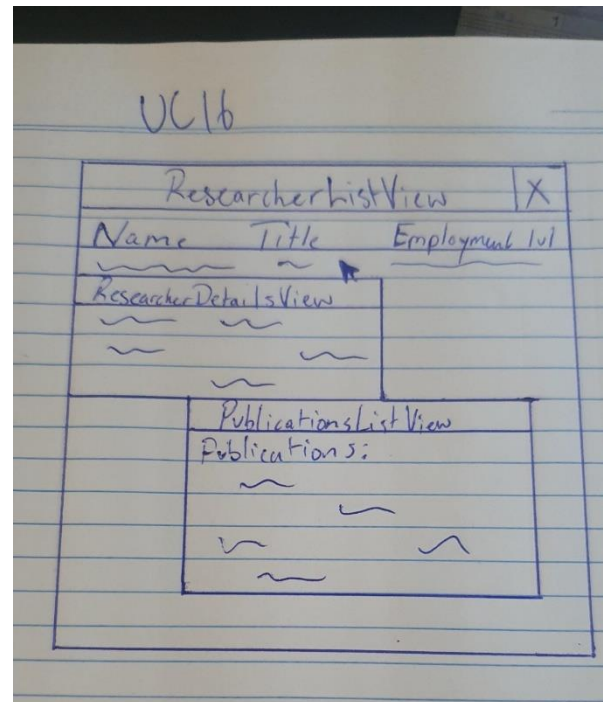 UC16
ResearcherListView X
Name Title Employment lvl
ResearcherDetailsView
PublicationsListView
Publications: